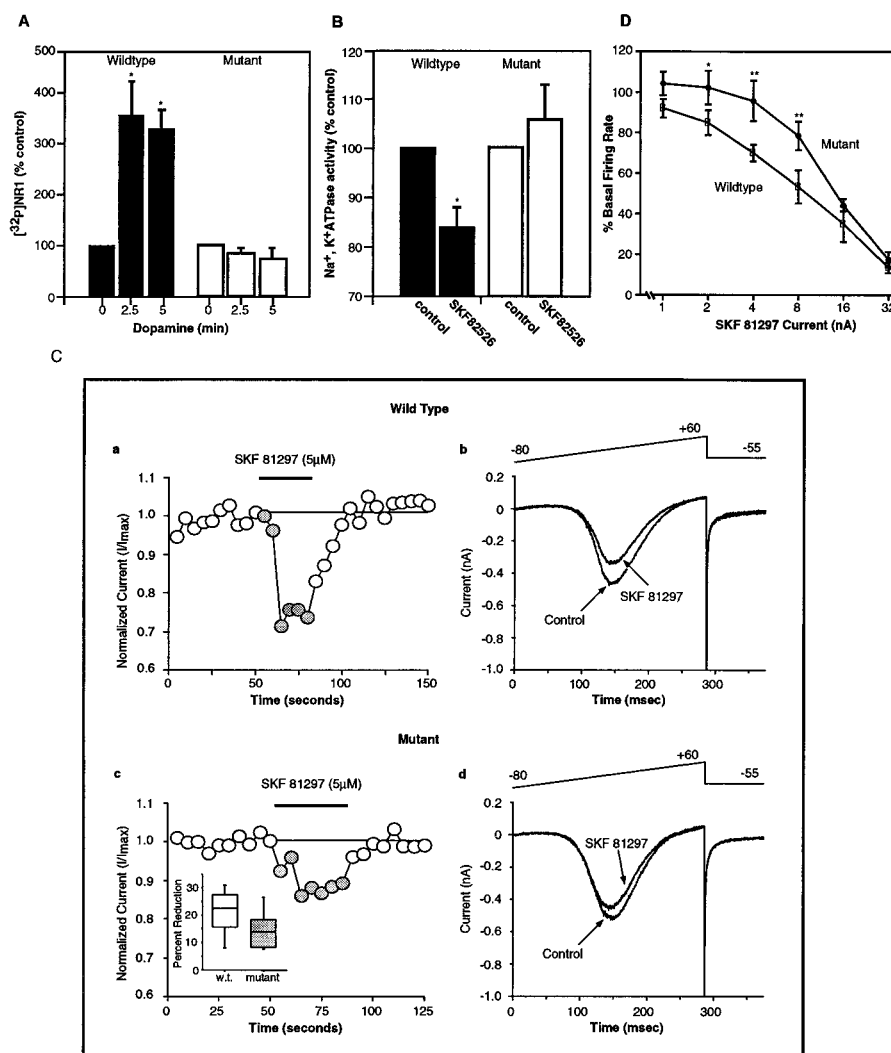 A
[³²P]NR1 (% control)
500
400
350
300
200
100
0
Wildtype
Mutant
*
*
0
2.5
5
0
2.5
5
Dopamine (min)
B
Na⁺, K⁺ATPase activity (% control)
120
110
100
90
80
70
Wildtype
Mutant
*
control
SKF82526
control
SKF82526
D
% Basal Firing Rate
120
100
80
60
40
20
0
*
**
**
Mutant
Wildtype
1
2
4
8
16
32
SKF 81297 Current (nA)
C
Wild Type
a
SKF 81297 (5µM)
Normalized Current (I/Imax)
1.1
1.0
0.9
0.8
0.7
0.6
0
25
50
75
100
125
150
Time (seconds)
b
-80
+60
-55
Current (nA)
0.2
0
-0.2
-0.4
-0.6
-0.8
-1.0
SKF 81297
Control
0
100
200
300
Time (msec)
Mutant
c
SKF 81297 (5µM)
Normalized Current (I/Imax)
1.1
1.0
0.9
0.8
0.7
0.6
Percent Reduction
30
20
10
0
w.t.
mutant
0
25
50
75
100
125
Time (seconds)
d
-80
+60
-55
Current (nA)
0.2
0
-0.2
-0.4
-0.6
-0.8
-1.0
SKF 81297
Control
0
100
200
300
Time (msec)